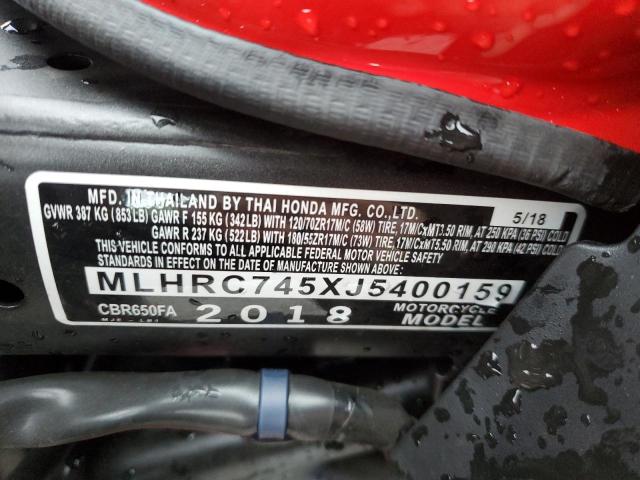 MFD. IN THAILAND BY THAI HONDA MFG. CO.,LTD. 5/18
GVWR 387 KG (853 LB) GAWR F 155 KG (342 LB) WITH 120/70ZR17M/C (58W) TIRE, 17M/CxMT3.50 RIM, AT 250 KPA (36 PSI) COLD
GAWR R 237 KG (522 LB) WITH 180/55ZR17M/C (73W) TIRE, 17M/CxMT5.50 RIM, AT 290 KPA (42 PSI) COLD
THIS VEHICLE CONFORMS TO ALL APPLICABLE FEDERAL MOTOR VEHICLE SAFETY
STANDARDS IN EFFECT ON THE DATE OF MANUFACTURE SHOWN ABOVE.
MLHRC745XJ5400159
CBR650FA 2018 MOTORCYCLE
MODEL